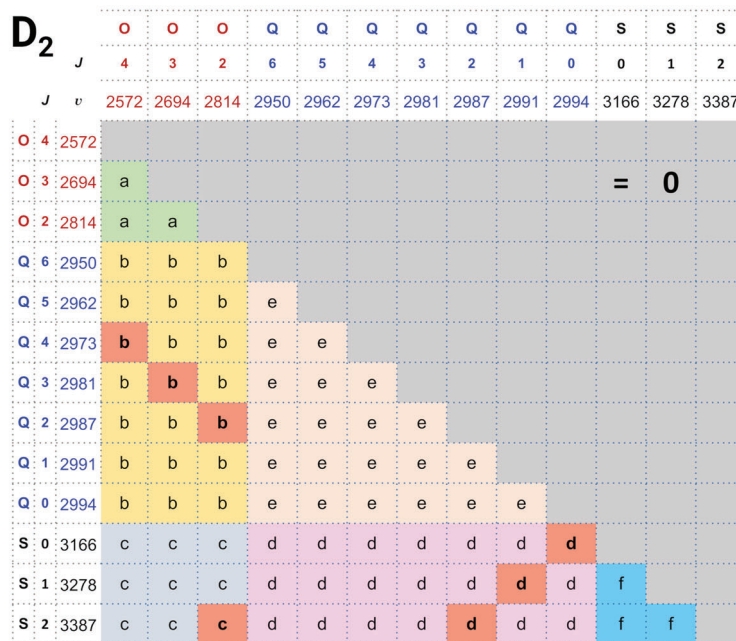 D2 O O O Q Q Q Q Q Q Q S S S
J 4 3 2 6 5 4 3 2 1 0 0 1 2
J v 2572 2694 2814 2950 2962 2973 2981 2987 2991 2994 3166 3278 3387
O 4 2572
O 3 2694 a = 0
O 2 2814 a a
Q 6 2950 b b b
Q 5 2962 b b b e
Q 4 2973 b b b e e
Q 3 2981 b b b e e e
Q 2 2987 b b b e e e e
Q 1 2991 b b b e e e e e
Q 0 2994 b b b e e e e e e
S 0 3166 c c c d d d d d d d
S 1 3278 c c c d d d d d d d f
S 2 3387 c c c d d d d d d d f f